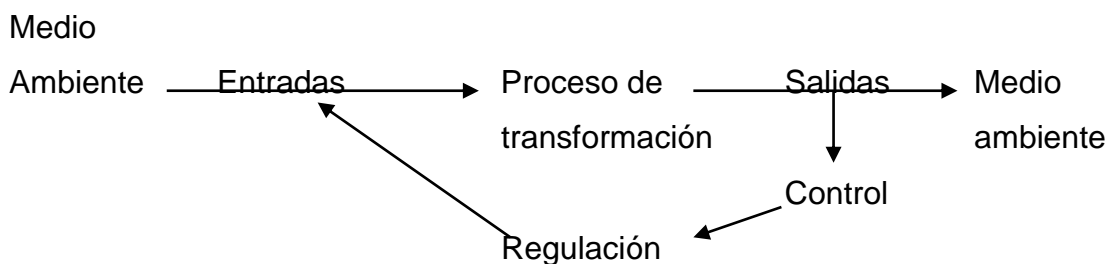 Medio
Ambiente Entradas Proceso de Salidas Medio
transformación ambiente
Control
Regulación